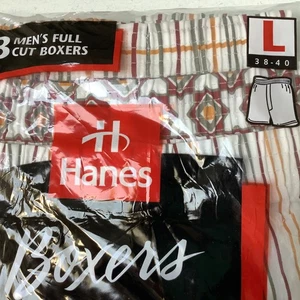 3 MEN'S FULL
CUT BOXERS
L
38-40
H
Hanes
Boxers